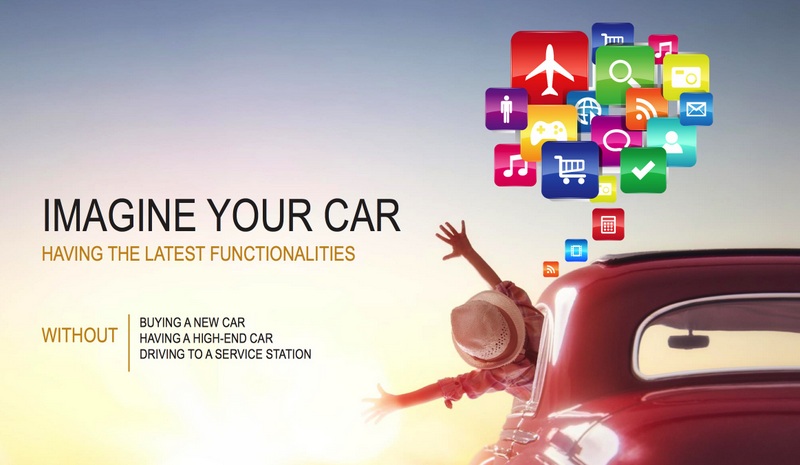 IMAGINE YOUR CAR
HAVING THE LATEST FUNCTIONALITIES
WITHOUT
BUYING A NEW CAR
HAVING A HIGH-END CAR
DRIVING TO A SERVICE STATION